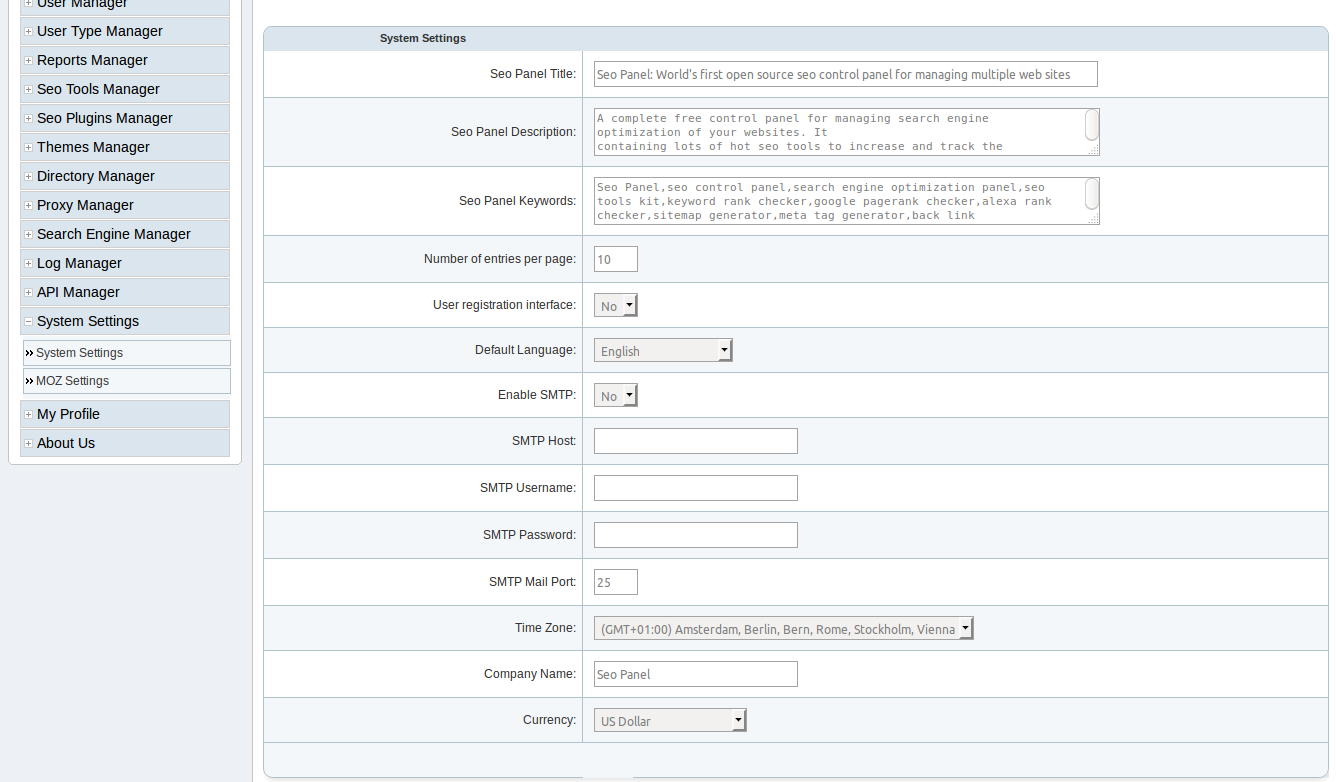 User Manager
User Type Manager
Reports Manager
Seo Tools Manager
Seo Plugins Manager
Themes Manager
Directory Manager
Proxy Manager
Search Engine Manager
Log Manager
API Manager
System Settings
System Settings
MOZ Settings
My Profile
About Us
System Settings
Seo Panel Title: Seo Panel: World's first open source seo control panel for managing multiple web sites
Seo Panel Description: A complete free control panel for managing search engine
optimization of your websites. It
containing lots of hot seo tools to increase and track the
Seo Panel Keywords: Seo Panel,seo control panel,search engine optimization panel,seo
tools kit,keyword rank checker,google pagerank checker,alexa rank
checker,sitemap generator,meta tag generator,back link
Number of entries per page: 10
User registration interface: No
Default Language: English
Enable SMTP: No
SMTP Host:
SMTP Username:
SMTP Password:
SMTP Mail Port: 25
Time Zone: (GMT+01:00) Amsterdam, Berlin, Bern, Rome, Stockholm, Vienna
Company Name: Seo Panel
Currency: US Dollar